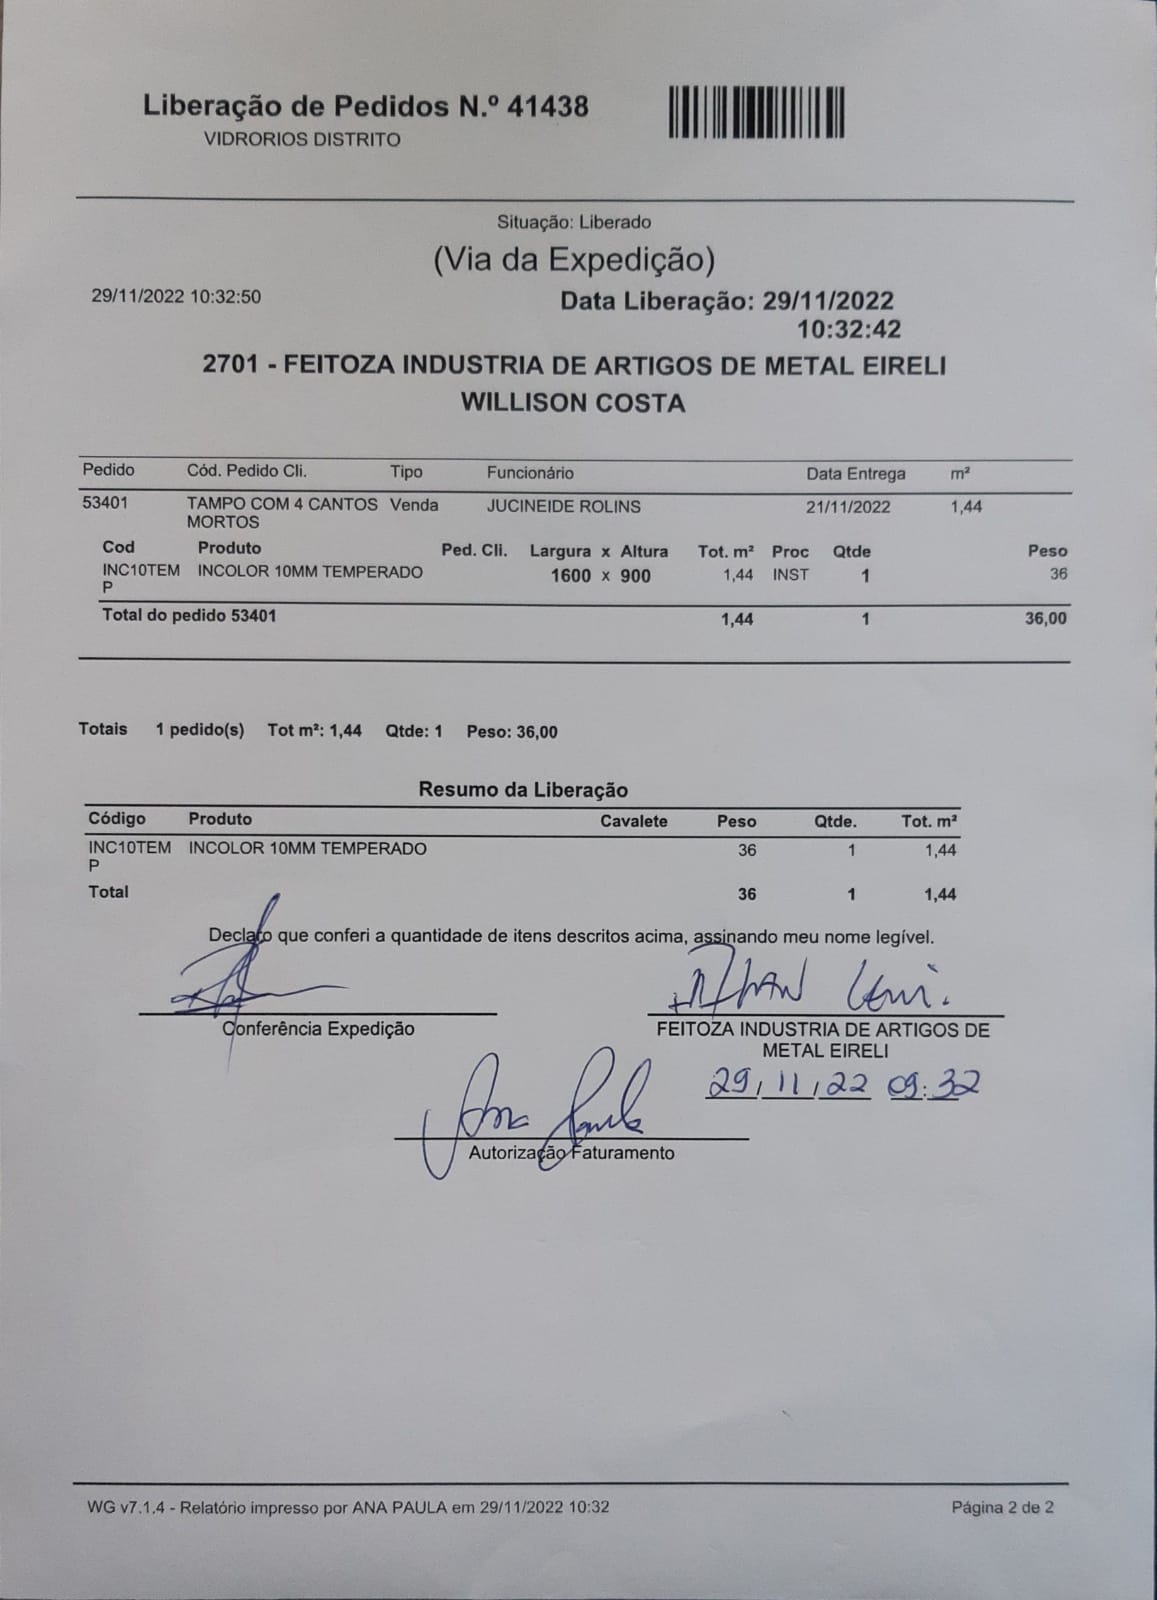 Liberação de Pedidos N.º 41438
VIDRORIOS DISTRITO
Situação: Liberado
(Via da Expedição)
29/11/2022 10:32:50
Data Liberação: 29/11/2022
10:32:42
2701 - FEITOZA INDUSTRIA DE ARTIGOS DE METAL EIRELI
WILLISON COSTA
Pedido Cód. Pedido Cli. Tipo Funcionário Data Entrega m²
53401 TAMPO COM 4 CANTOS Venda JUCINEIDE ROLINS 21/11/2022 1,44
MORTOS
Cod Produto Ped. Cli. Largura x Altura Tot. m² Proc Qtde Peso
INC10TEM INCOLOR 10MM TEMPERADO 1600 x 900 1,44 INST 1 36
P
Total do pedido 53401 1,44 1 36,00
Totais 1 pedido(s) Tot m²: 1,44 Qtde: 1 Peso: 36,00
Resumo da Liberação
Código Produto Cavalete Peso Qtde. Tot. m²
INC10TEM INCOLOR 10MM TEMPERADO 36 1 1,44
P
Total 36 1 1,44
Declaro que conferi a quantidade de itens descritos acima, assinando meu nome legível.
Conferência Expedição
FEITOZA INDUSTRIA DE ARTIGOS DE
METAL EIRELI
29/11/22 09:32
Ana Paula
Autorização Faturamento
WG v7.1.4 - Relatório impresso por ANA PAULA em 29/11/2022 10:32
Página 2 de 2